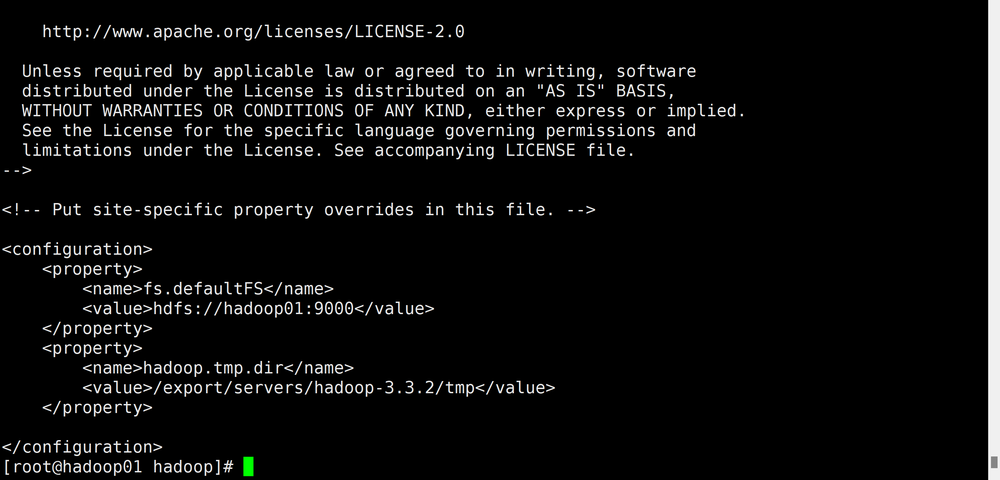 http://www.apache.org/licenses/LICENSE-2.0
Unless required by applicable law or agreed to in writing, software
distributed under the License is distributed on an "AS IS" BASIS,
WITHOUT WARRANTIES OR CONDITIONS OF ANY KIND, either express or implied.
See the License for the specific language governing permissions and
limitations under the License. See accompanying LICENSE file.
-->
<!-- Put site-specific property overrides in this file. -->
<configuration>
<property>
<name>fs.defaultFS</name>
<value>hdfs://hadoop01:9000</value>
</property>
<property>
<name>hadoop.tmp.dir</name>
<value>/export/servers/hadoop-3.3.2/tmp</value>
</property>
</configuration>
[root@hadoop01 hadoop]#